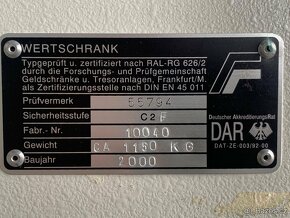 WERTSCHRANK
Typgeprüft u. zertifiziert nach RAL-RG 626/2
durch die Forschungs- und Prüfgemeinschaft
Geldschränke u. Tresoranlagen, Frankfurt/M.
als Zertifizierungsstelle nach DIN EN 45 011
Prüfvermerk 55794
Sicherheitsstufe C2F
Fabr.-Nr. 10040
Gewicht CA 1150 KG
Baujahr 2000
Deutscher AkkreditierungsRat
DAR
DAT-ZE-003/92 00